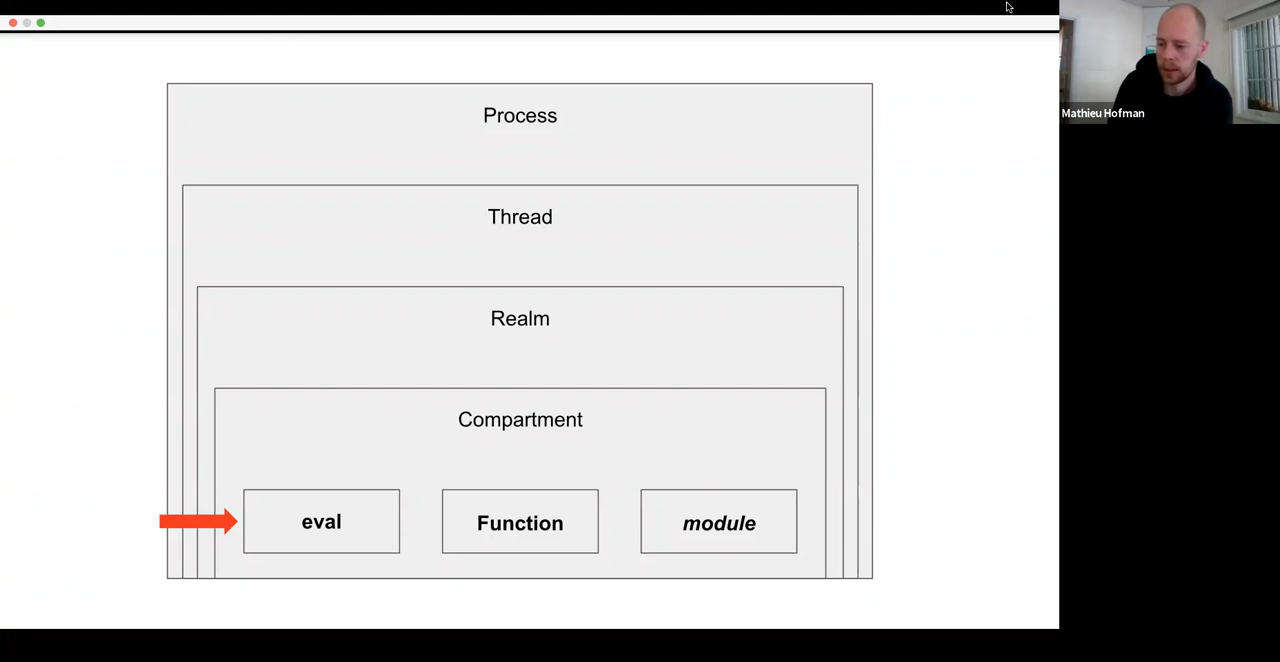 Process
Thread
Realm
Compartment
eval
Function
module
Mathieu Hofman